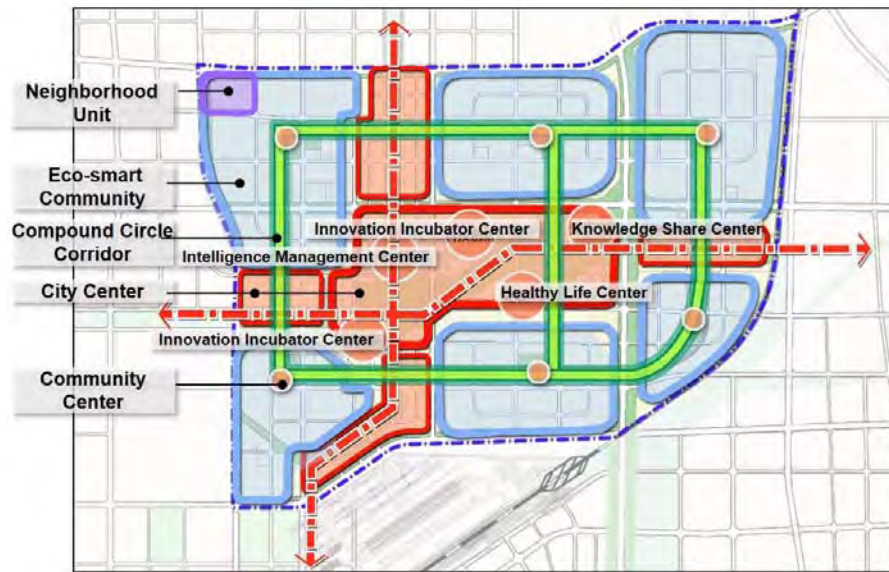 Neighborhood
Unit
Eco-smart
Community
Compound Circle
Corridor
Innovation Incubator Center
Knowledge Share Center
Intelligence Management Center
City Center
Healthy Life Center
Innovation Incubator Center
Community
Center